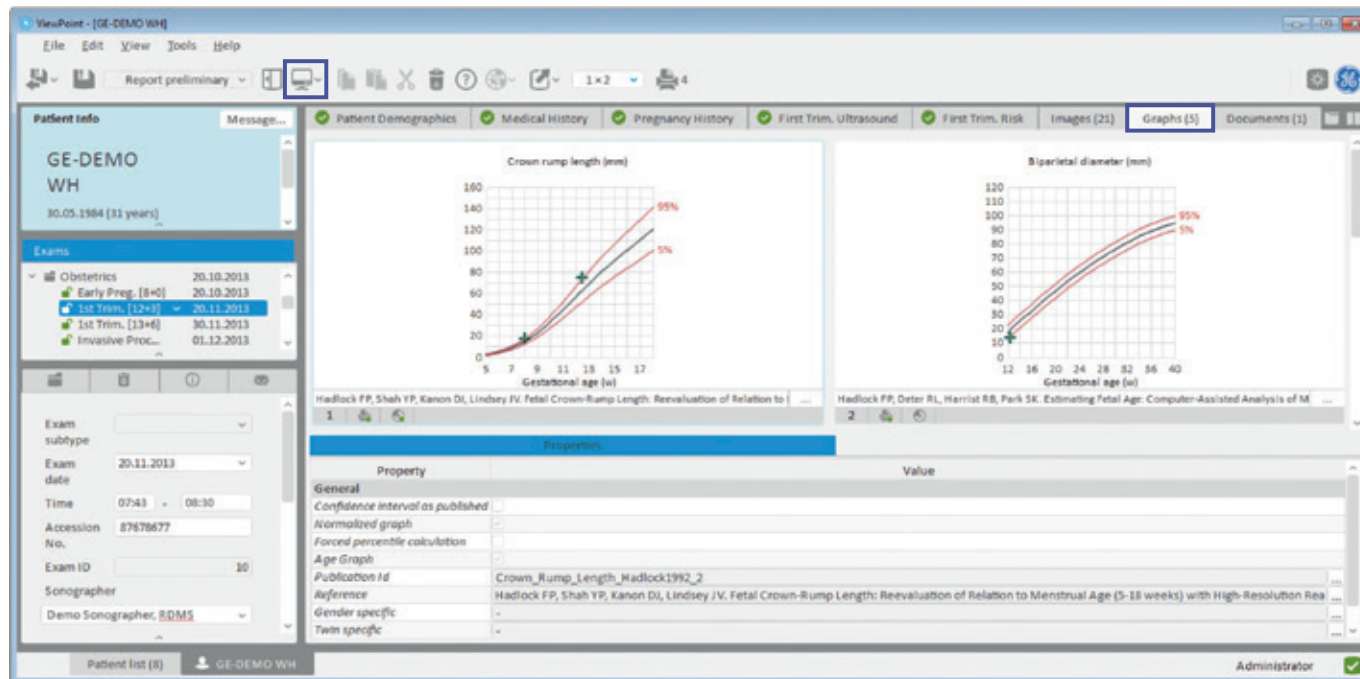 ViewPoint - [GE-DEMO WH]
File Edit View Tools Help
Report preliminary 1×2 4
Patient Info Message...
GE-DEMO
WH
30.05.1984 (31 years)
Exams
Obstetrics 20.10.2013
Early Preg. [8+0] 20.10.2013
1st Trim. [12+3] 20.11.2013
1st Trim. [13+6] 30.11.2013
Invasive Proc... 01.12.2013
Exam
subtype
Exam
date
20.11.2013
Time 07:43 - 08:30
Accession
No.
87678677
Exam ID 10
Sonographer
Demo Sonographer, RDMS
Patient Demographics Medical History Pregnancy History First Trim. Ultrasound First Trim. Risk Images (21) Graphs (5) Documents (1)
Crown rump length (mm)
160
140
120
100
80
60
40
20
0
95%
5%
5 7 9 11 13 15 17
Gestational age (w)
Hadlock FP, Shah YP, Kanon DJ, Lindsey JV. Fetal Crown-Rump Length: Reevaluation of Relation to ...
1
Biparietal diameter (mm)
120
110
100
90
80
70
60
50
40
30
20
10
0
95%
5%
12 16 20 24 28 32 36 40
Gestational age (w)
Hadlock FP, Deter RL, Harrist RB, Park SK. Estimating Fetal Age: Computer-Assisted Analysis of M ...
2
Properties
Property Value
General
Confidence interval as published
Normalized graph
Forced percentile calculation
Age Graph
Publication Id Crown_Rump_Length_Hadlock1992_2 ...
Reference Hadlock FP, Shah YP, Kanon DJ, Lindsey JV. Fetal Crown-Rump Length: Reevaluation of Relation to Menstrual Age (5-18 weeks) with High-Resolution Rea ...
Gender specific - ...
Twin specific - ...
Patient list (8) GE-DEMO WH Administrator